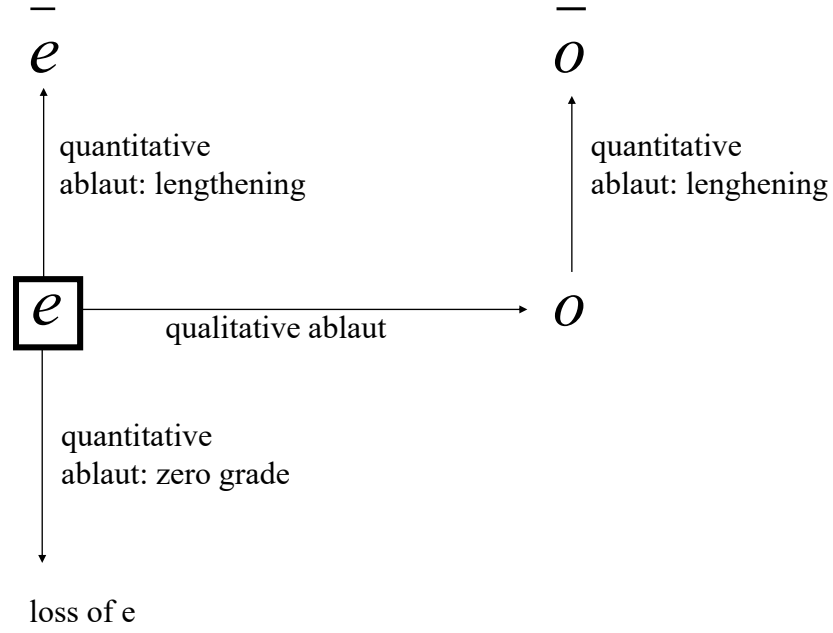 ē ō
quantitative
ablaut: lengthening
quantitative
ablaut: lenghening
e o
qualitative ablaut
quantitative
ablaut: zero grade
loss of e